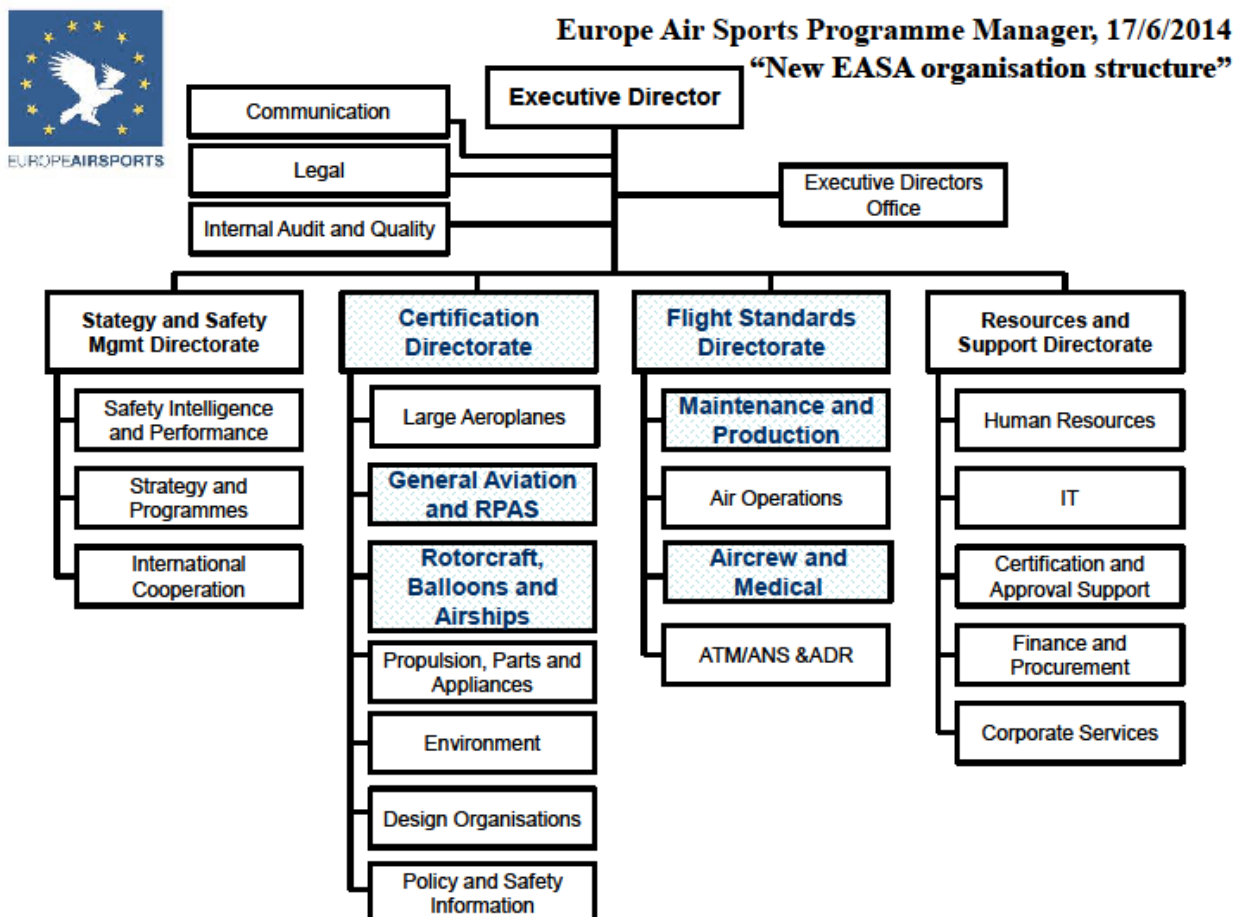 Europe Air Sports Programme Manager, 17/6/2014
“New EASA organisation structure”
EUROPEAIRSPORTS
Executive Director
Communication
Legal
Internal Audit and Quality
Executive Directors
Office
Stategy and Safety
Mgmt Directorate
Safety Intelligence
and Performance
Strategy and
Programmes
International
Cooperation
Certification
Directorate
Large Aeroplanes
General Aviation
and RPAS
Rotorcraft,
Balloons and
Airships
Propulsion, Parts and
Appliances
Environment
Design Organisations
Policy and Safety
Information
Flight Standards
Directorate
Maintenance and
Production
Air Operations
Aircrew and
Medical
ATM/ANS &ADR
Resources and
Support Directorate
Human Resources
IT
Certification and
Approval Support
Finance and
Procurement
Corporate Services